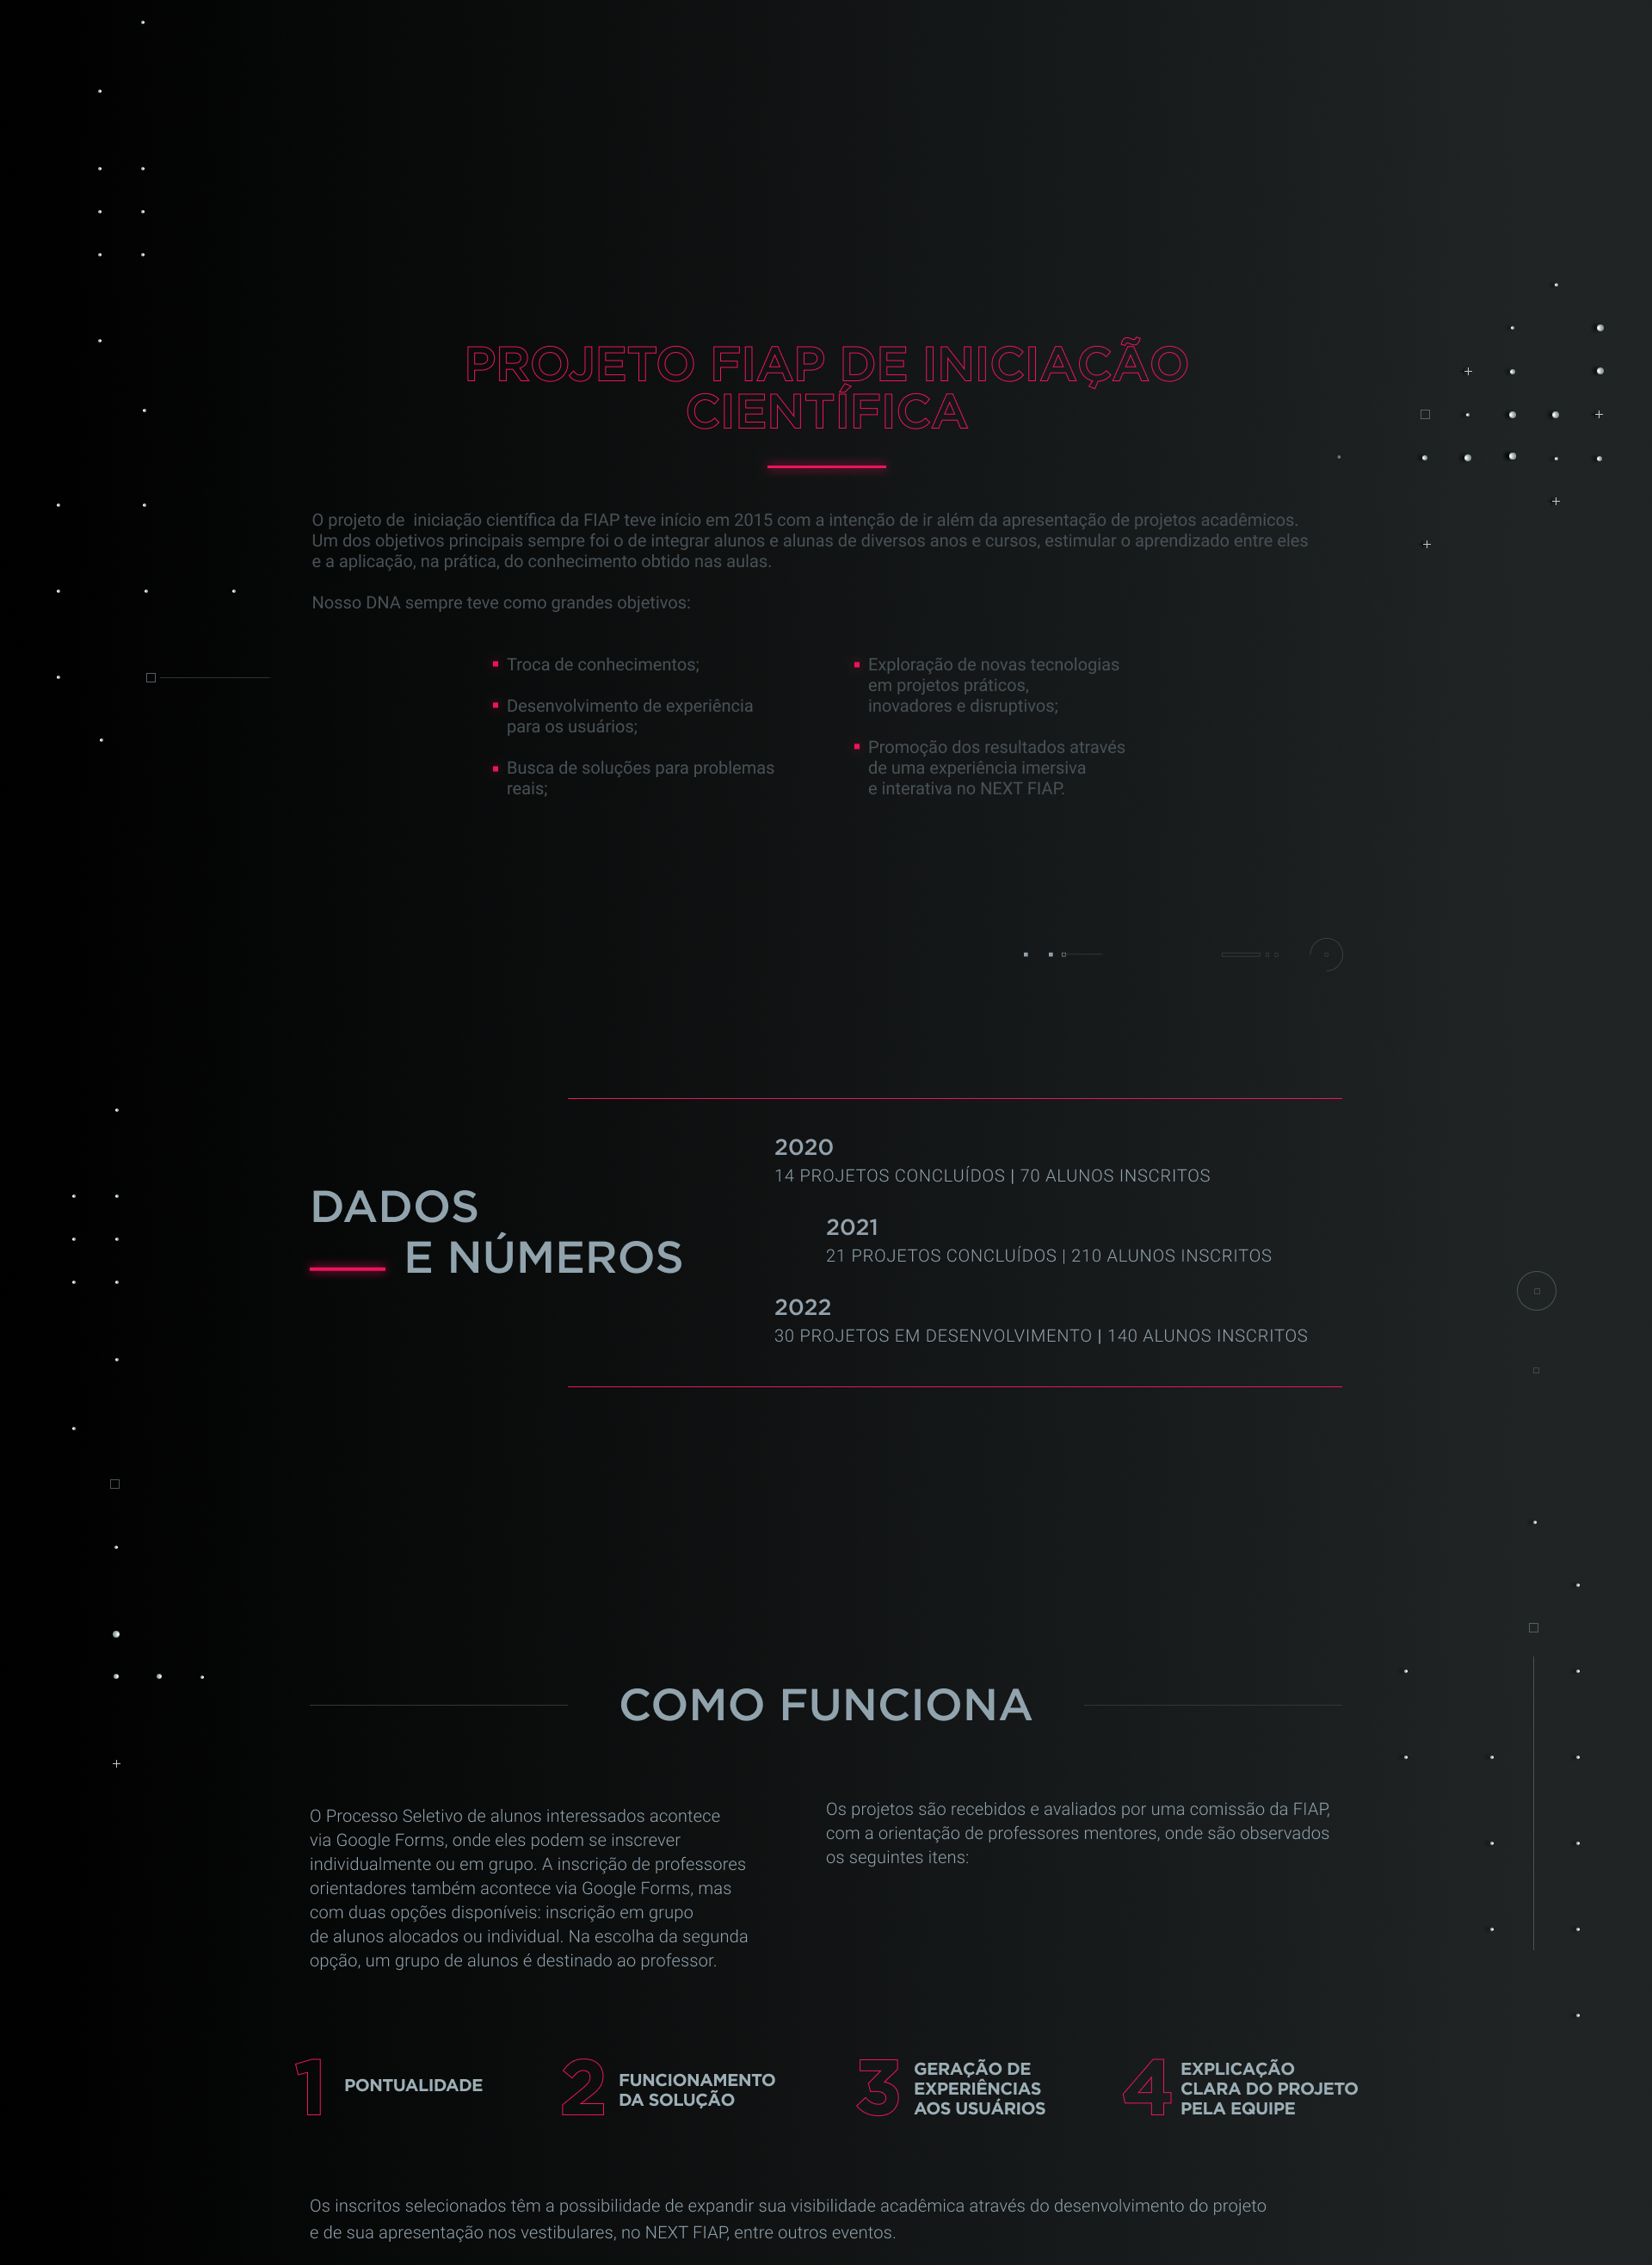 PROJETO FIAP DE INICIAÇÃO
CIENTÍFICA
O projeto de  iniciação científica da FIAP teve início em 2015 com a intenção de ir além da apresentação de projetos acadêmicos.
Um dos objetivos principais sempre foi o de integrar alunos e alunas de diversos anos e cursos, estimular o aprendizado entre eles
e a aplicação, na prática, do conhecimento obtido nas aulas.
Nosso DNA sempre teve como grandes objetivos:
Troca de conhecimentos;
Desenvolvimento de experiência
para os usuários;
Busca de soluções para problemas
reais;
Exploração de novas tecnologias
em projetos práticos,
inovadores e disruptivos;
Promoção dos resultados através
de uma experiência imersiva
e interativa no NEXT FIAP.
DADOS
E NÚMEROS
2020
14 PROJETOS CONCLUÍDOS | 70 ALUNOS INSCRITOS
2021
21 PROJETOS CONCLUÍDOS | 210 ALUNOS INSCRITOS
2022
30 PROJETOS EM DESENVOLVIMENTO | 140 ALUNOS INSCRITOS
COMO FUNCIONA
O Processo Seletivo de alunos interessados acontece
via Google Forms, onde eles podem se inscrever
individualmente ou em grupo. A inscrição de professores
orientadores também acontece via Google Forms, mas
com duas opções disponíveis: inscrição em grupo
de alunos alocados ou individual. Na escolha da segunda
opção, um grupo de alunos é destinado ao professor.
Os projetos são recebidos e avaliados por uma comissão da FIAP,
com a orientação de professores mentores, onde são observados
os seguintes itens:
1 PONTUALIDADE
2 FUNCIONAMENTO
DA SOLUÇÃO
3 GERAÇÃO DE
EXPERIÊNCIAS
AOS USUÁRIOS
4 EXPLICAÇÃO
CLARA DO PROJETO
PELA EQUIPE
Os inscritos selecionados têm a possibilidade de expandir sua visibilidade acadêmica através do desenvolvimento do projeto
e de sua apresentação nos vestibulares, no NEXT FIAP, entre outros eventos.